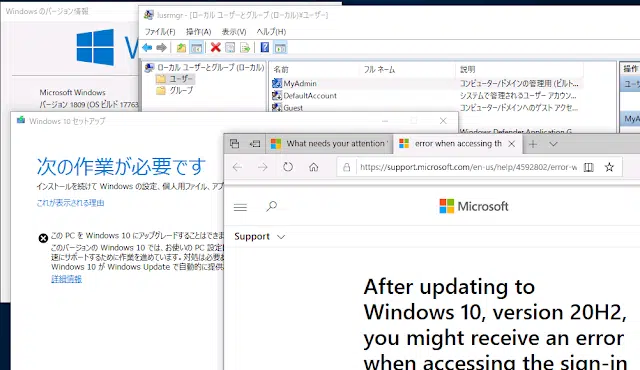 Windows のバージョン情報
Microsoft Windows
バージョン 1809 (OS ビルド 17763
lusrmgr - [ローカル ユーザーとグループ (ローカル)¥ユーザー]
ファイル(F) 操作(A) 表示(V) ヘルプ(H)
ローカル ユーザーとグループ (ローカル)
ユーザー
グループ
名前 フル ネーム 説明
MyAdmin コンピューター/ドメインの管理用 (ビルト...
DefaultAccount システムで管理されるユーザー アカウン...
Guest コンピューター/ドメインへのゲスト アクセ...
Windows Defender Application G
操作
ユーザ
MyA
Windows 10 セットアップ
次の作業が必要です
インストールを続けて Windows の設定、個人用ファイル、アプ
これが表示される理由
この PC を Windows 10 にアップグレードすることはでき
このバージョンの Windows 10 では、お使いの PC 設定
速にサポートするために作業を進めています。対処は必要あ
Windows 10 が Windows Update で自動的に提供
詳細情報
What needs your attention
error when accessing th
https://support.microsoft.com/en-us/help/4592802/error-w
Microsoft
Support
After updating to
Windows 10, version 20H2,
you might receive an error
when accessing the sign-in